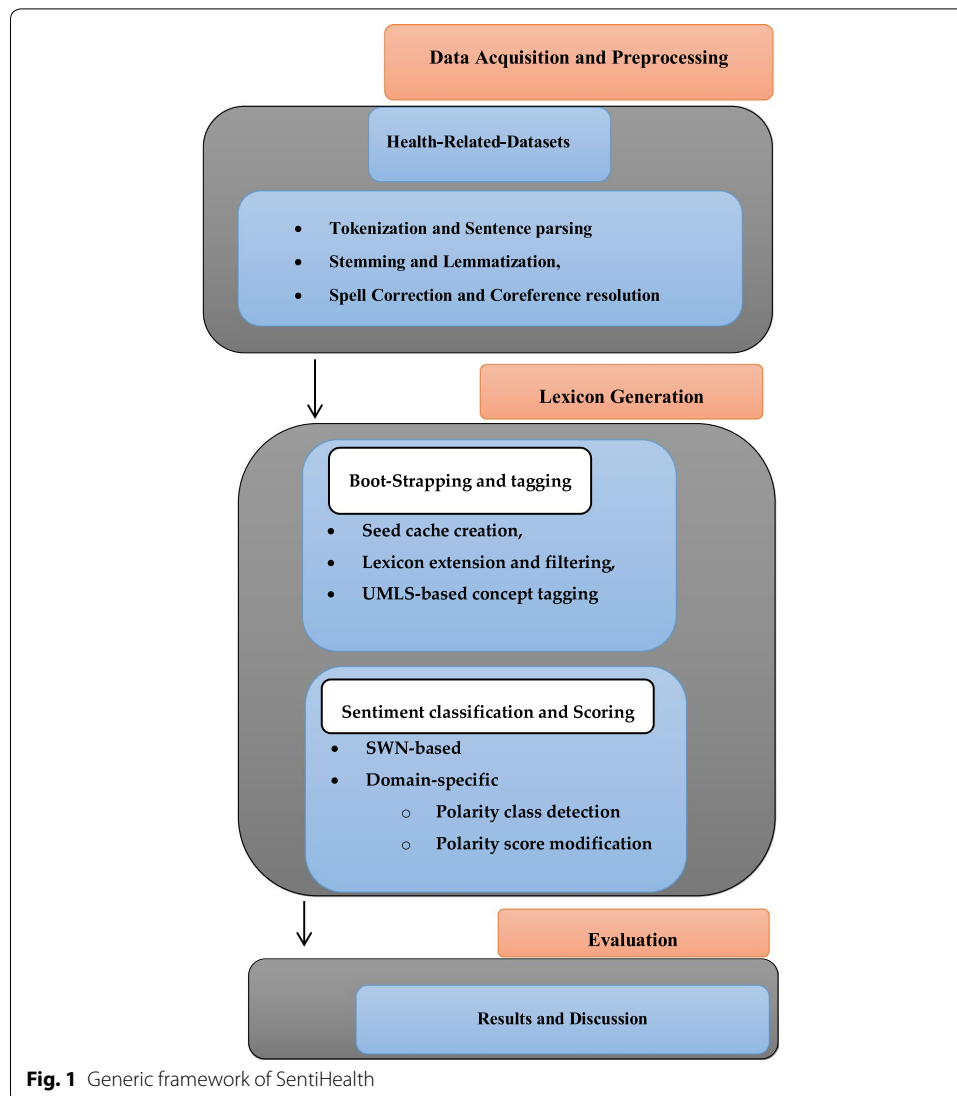 Data Acquisition and Preprocessing
Health-Related-Datasets
• Tokenization and Sentence parsing
• Stemming and Lemmatization,
• Spell Correction and Coreference resolution
Lexicon Generation
Boot-Strapping and tagging
• Seed cache creation,
• Lexicon extension and filtering,
• UMLS-based concept tagging
Sentiment classification and Scoring
• SWN-based
• Domain-specific
o Polarity class detection
o Polarity score modification
Evaluation
Results and Discussion
Fig. 1 Generic framework of SentiHealth